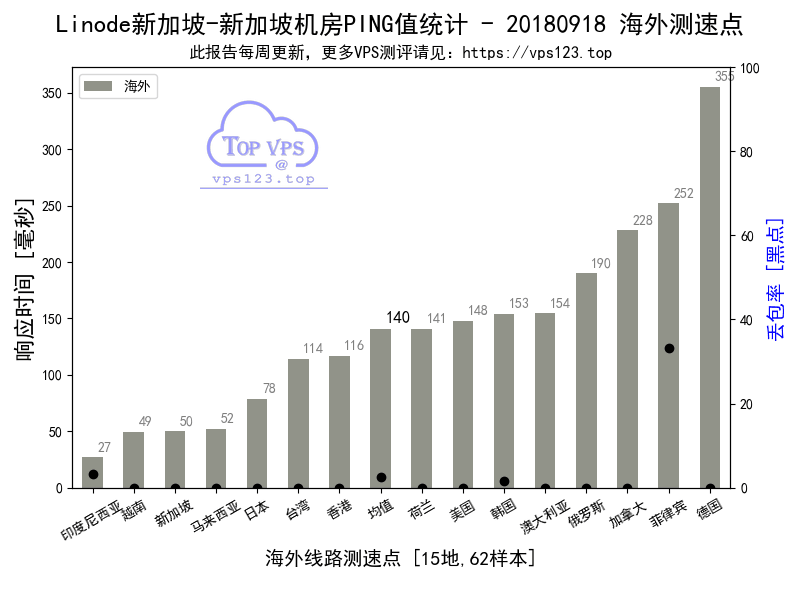 Linode新加坡-新加坡机房PING值统计 - 20180918 海外测速点
此报告每周更新，更多VPS测评请见：https://vps123.top
海外
TOP VPS
@
vps123.top
响应时间 [毫秒]
350
300
250
200
150
100
50
0
27
49
50
52
78
114
116
140
141
148
153
154
190
228
252
355
100
80
60
40
20
0
丢包率 [黑点]
印度尼西亚
越南
新加坡
马来西亚
日本
台湾
香港
均值
荷兰
美国
韩国
澳大利亚
俄罗斯
加拿大
菲律宾
德国
海外线路测速点 [15地,62样本]